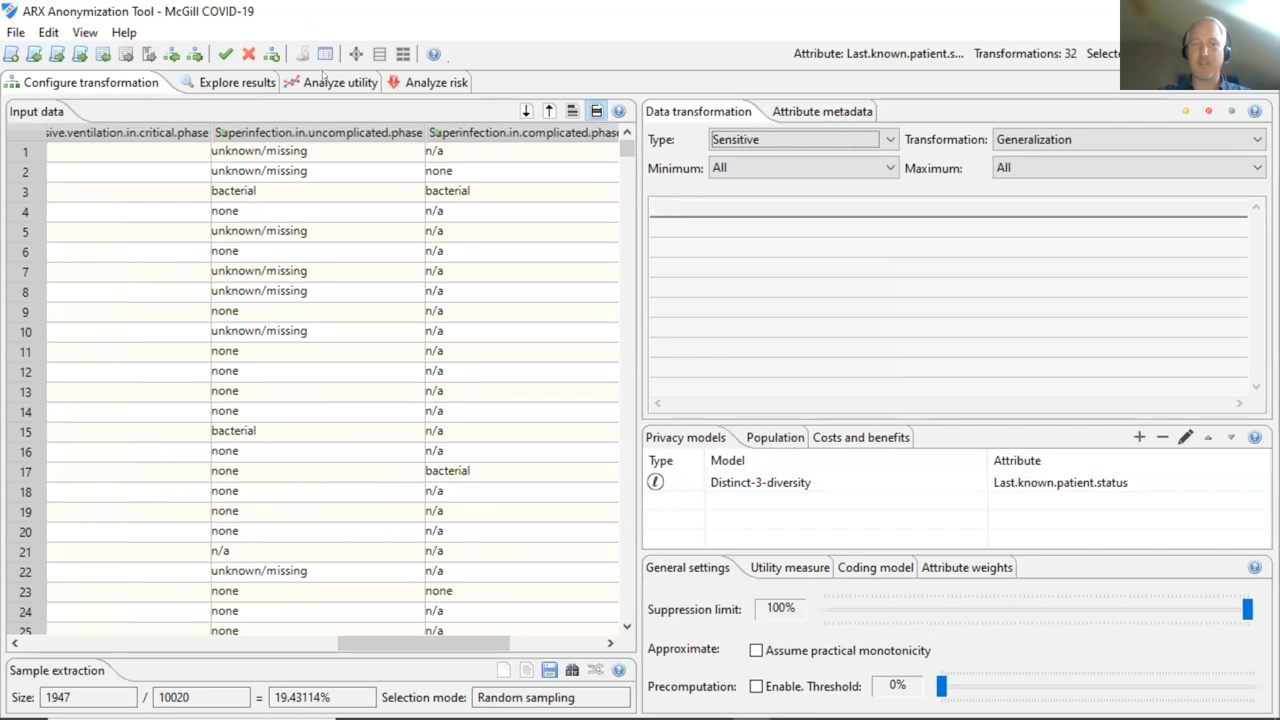 ARX Anonymization Tool - McGill COVID-19
File Edit View Help
Attribute: Last.known.patient.s... Transformations: 32
Configure transformation Explore results Analyze utility Analyze risk
Input data
sive.ventilation.in.critical.phase Superinfection.in.uncomplicated.phase Superinfection.in.complicated.phase
1 unknown/missing n/a
2 unknown/missing none
3 bacterial bacterial
4 none n/a
5 unknown/missing n/a
6 none n/a
7 unknown/missing n/a
8 unknown/missing n/a
9 none n/a
10 unknown/missing n/a
11 none n/a
12 none n/a
13 none n/a
14 none n/a
15 bacterial n/a
16 none n/a
17 none bacterial
18 none n/a
19 none n/a
20 none n/a
21 n/a n/a
22 unknown/missing n/a
23 none none
24 none n/a
25 none n/a
Sample extraction
Size: 1947 / 10020 = 19.43114% Selection mode: Random sampling
Data transformation Attribute metadata
Type: Sensitive Transformation: Generalization
Minimum: All Maximum: All
Privacy models Population Costs and benefits
Type Model Attribute
ℓ Distinct-3-diversity Last.known.patient.status
General settings Utility measure Coding model Attribute weights
Suppression limit: 100%
Approximate: Assume practical monotonicity
Precomputation: Enable. Threshold: 0%